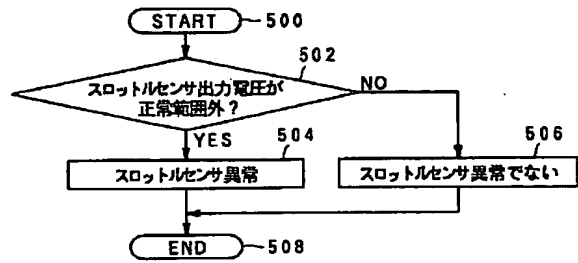 START 500
502
スロットルセンサ出力電圧が
正常範囲外？
NO
YES
504
506
スロットルセンサ異常
スロットルセンサ異常でない
END 508